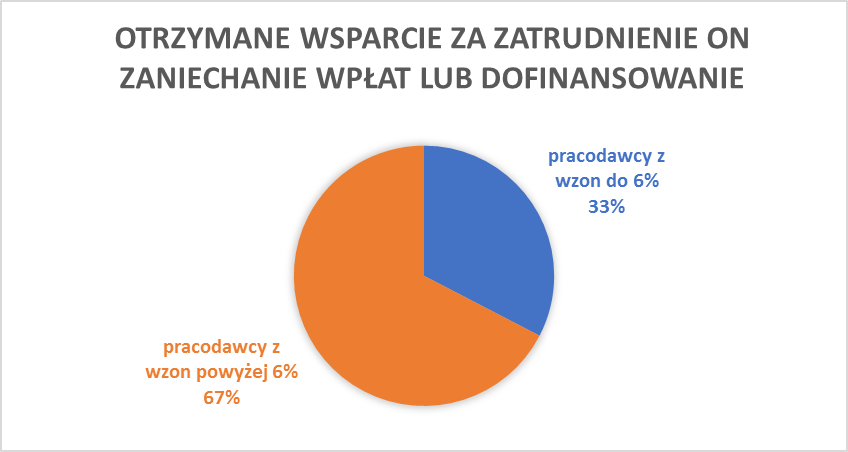 OTRZYMANE WSPARCIE ZA ZATRUDNIENIE ON
ZANIECHANIE WPŁAT LUB DOFINANSOWANIE
pracodawcy z
wzon do 6%
33%
pracodawcy z
wzon powyżej 6%
67%